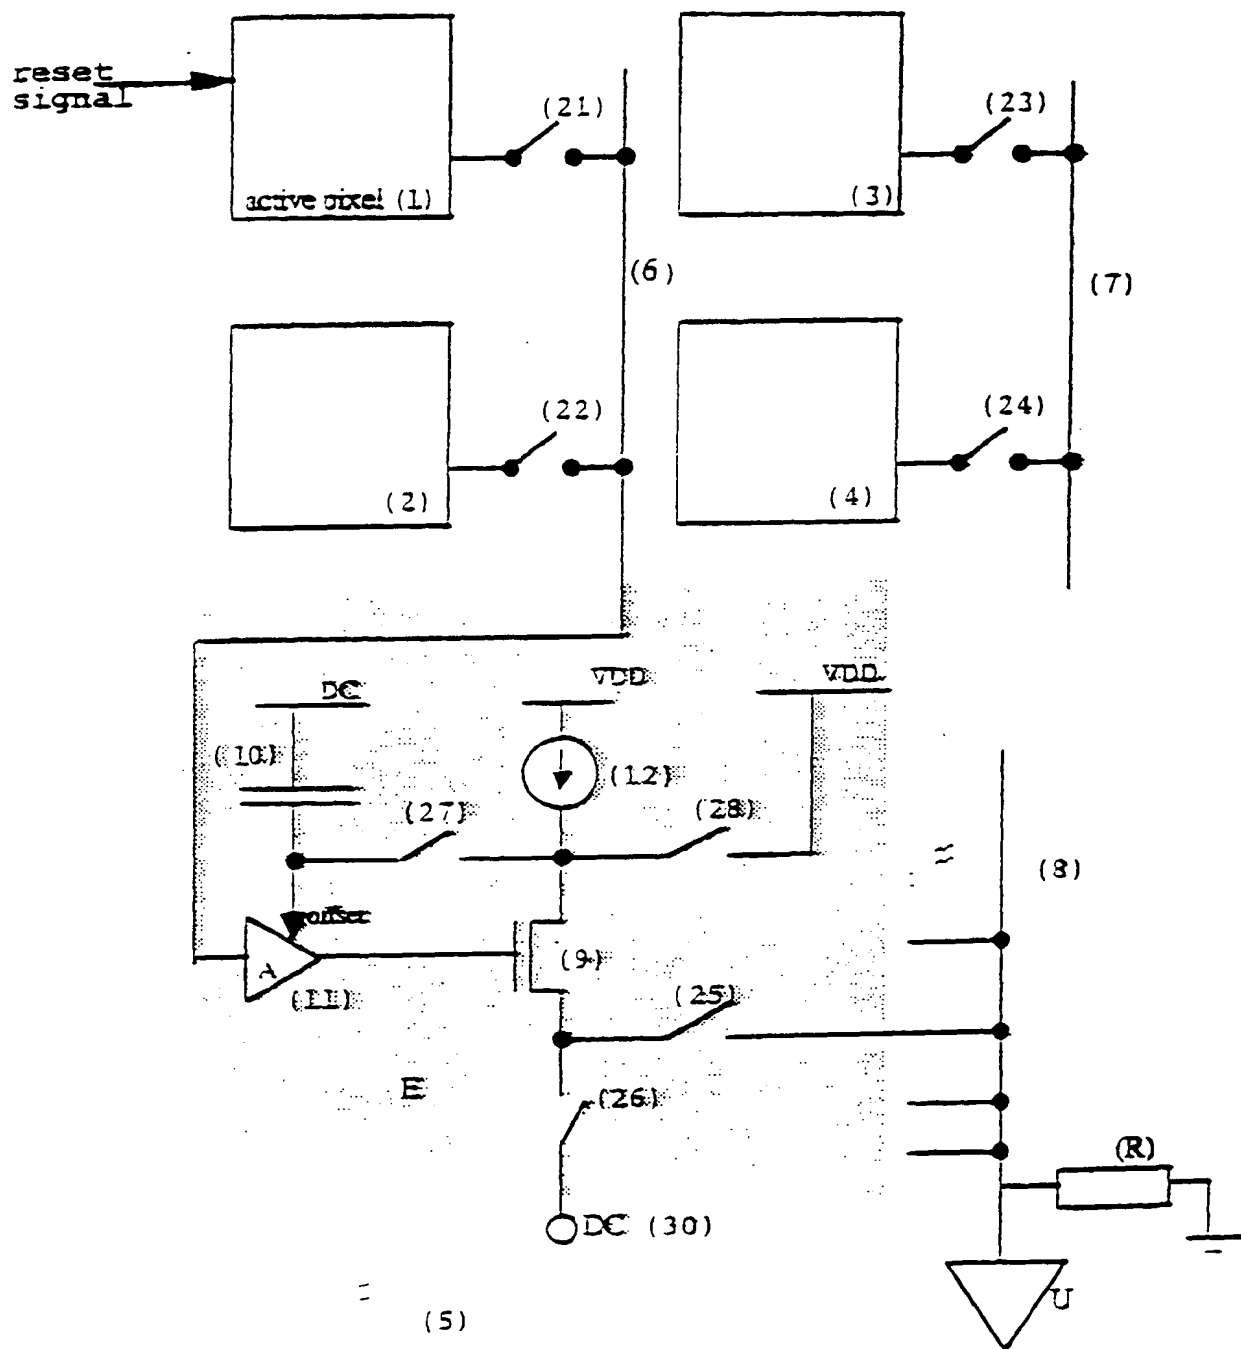 reset
signal
(21)
(23)
active pixel (1)
(3)
(6)
(7)
(22)
(24)
(2)
(4)
DC
VDD
VDD
(10)
(12)
(27)
(28)
(8)
offset
A
(11)
(9)
(25)
E
(26)
(R)
DC (30)
U
(5)